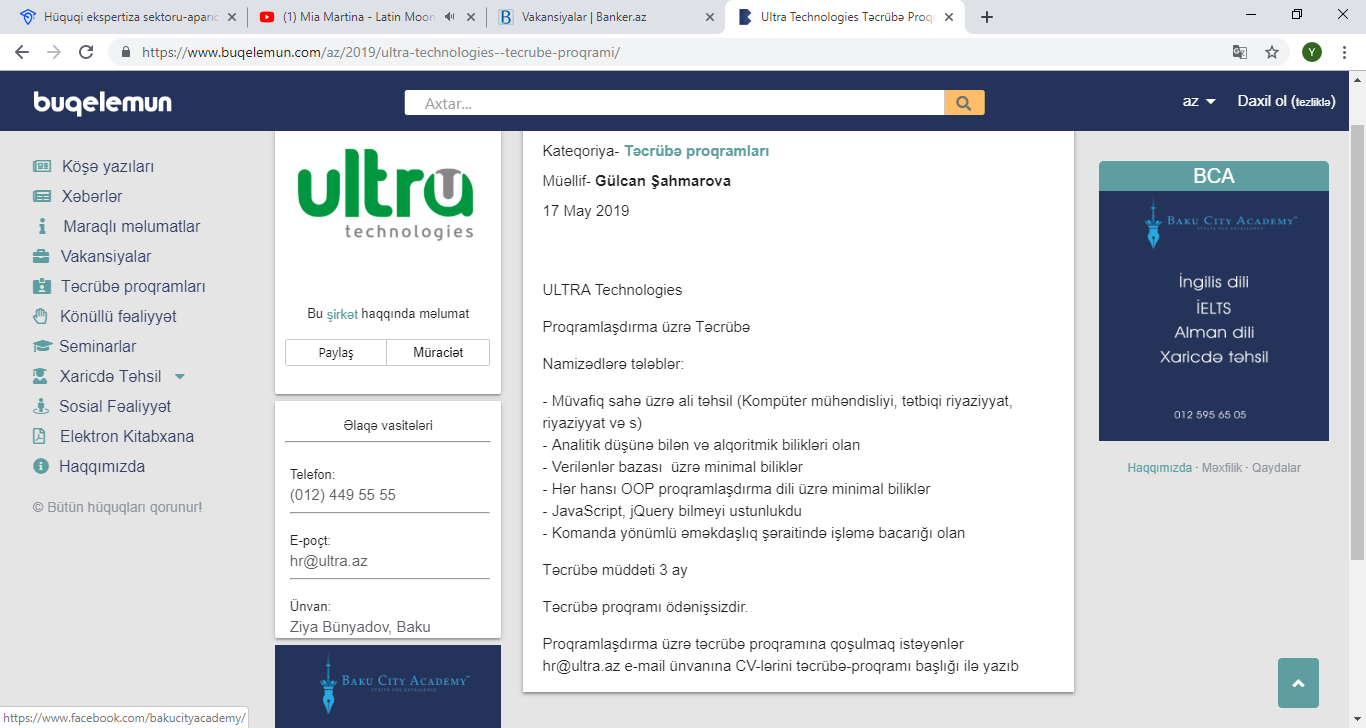 Hüquqi ekspertiza sektoru-aparıc
(1) Mia Martina - Latin Moon
Vakansiyalar | Banker.az
Ultra Technologies Təcrübə Proq
https://www.buqelemun.com/az/2019/ultra-technologies--tecrube-proqrami/
Y
buqelemun
Axtar...
az
Daxil ol (tezliklə)
Köşə yazıları
Xəbərlər
Maraqlı məlumatlar
Vakansiyalar
Təcrübə proqramları
Könüllü fəaliyyət
Seminarlar
Xaricdə Təhsil
Sosial Fəaliyyət
Elektron Kitabxana
Haqqımızda
© Bütün hüquqları qorunur!
ultra
technologies
Bu şirkət haqqında məlumat
Paylaş
Müraciət
Əlaqə vasitələri
Telefon:
(012) 449 55 55
E-poçt:
hr@ultra.az
Ünvan:
Ziya Bünyadov, Baku
BAKU CITY ACADEMY
Kateqoriya- Təcrübə proqramları
Müəllif- Gülcan Şahmarova
17 May 2019
ULTRA Technologies
Proqramlaşdırma üzrə Təcrübə
Namizədlərə tələblər:
- Müvafiq sahə üzrə ali təhsil (Kompüter mühəndisliyi, tətbiqi riyaziyyat,
riyaziyyat və s)
- Analitik düşünə bilən və alqoritmik bilikləri olan
- Verilənlər bazası  üzrə minimal biliklər
- Hər hansı OOP proqramlaşdırma dili üzrə minimal biliklər
- JavaScript, jQuery bilmeyi ustunlukdu
- Komanda yönümlü əməkdaşlıq şəraitində işləmə bacarığı olan
Təcrübə müddəti 3 ay
Təcrübə proqramı ödənişsizdir.
Proqramlaşdırma üzrə təcrübə proqramına qoşulmaq istəyənlər
hr@ultra.az e-mail ünvanına CV-lərini təcrübə-proqramı başlığı ilə yazıb
BCA
BAKU CITY ACADEMY
İngilis dili
İELTS
Alman dili
Xaricdə təhsil
012 595 65 05
Haqqımızda · Məxfilik · Qaydalar
https://www.facebook.com/bakucityacademy/